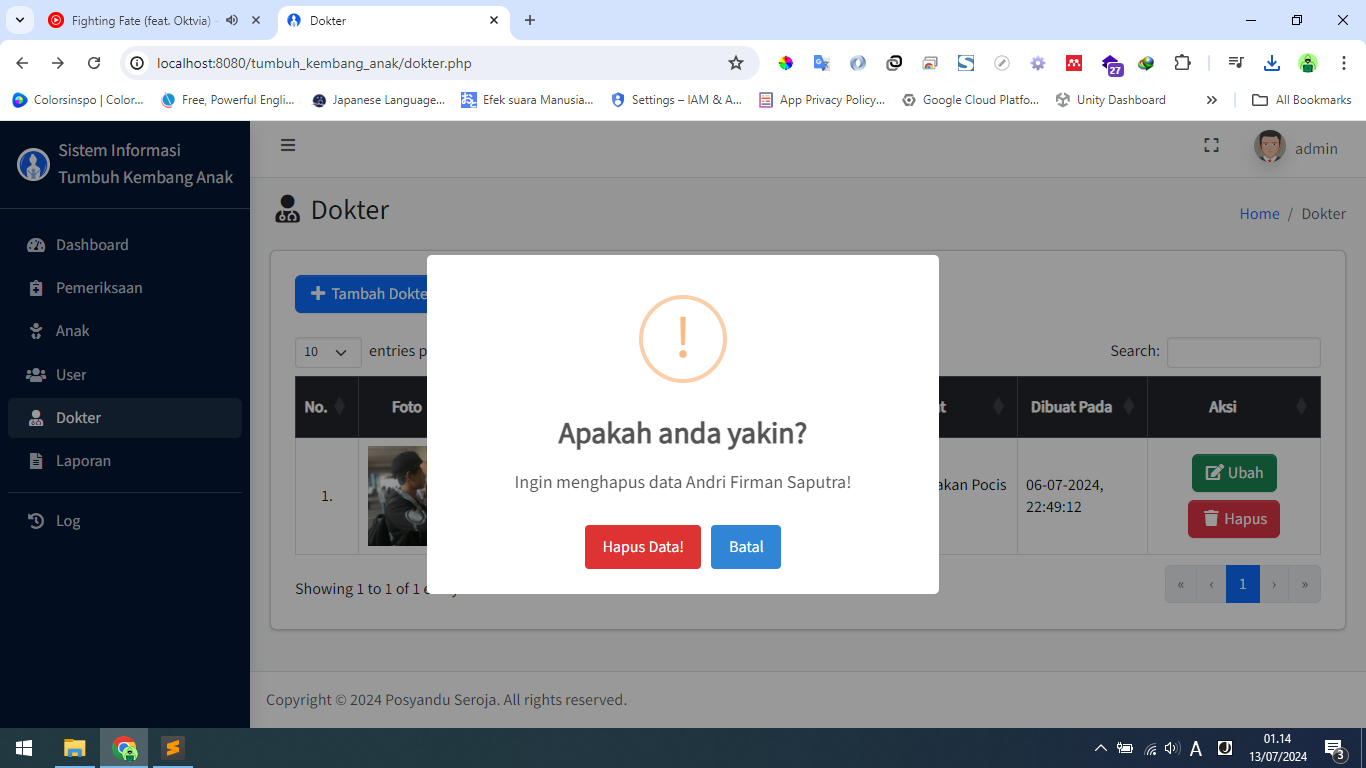 Fighting Fate (feat. Oktvia) -
Dokter
localhost:8080/tumbuh_kembang_anak/dokter.php
27
Colorsinspo | Color...
Free, Powerful Engli...
Japanese Language...
Efek suara Manusia...
Settings – IAM & A...
App Privacy Policy...
Google Cloud Platfo...
Unity Dashboard
»
All Bookmarks
Sistem Informasi
Tumbuh Kembang Anak
admin
Dokter
Home / Dokter
Dashboard
Pemeriksaan
Anak
User
Dokter
Laporan
Log
+ Tambah Dokte
10 entries p
Search:
No. Foto t Dibuat Pada Aksi
1.
akan Pocis
06-07-2024,
22:49:12
Ubah
Hapus
Showing 1 to 1 of 1 e
« ‹ 1 › »
!
Apakah anda yakin?
Ingin menghapus data Andri Firman Saputra!
Hapus Data! Batal
Copyright © 2024 Posyandu Seroja. All rights reserved.
A
01.14
13/07/2024
3